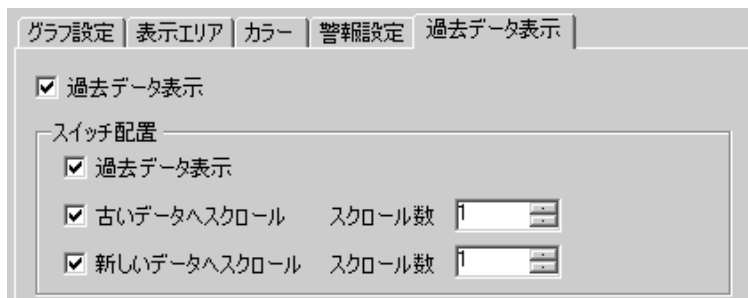 グラフ設定 表示エリア カラー 警報設定 過去データ表示
過去データ表示
スイッチ配置
過去データ表示
古いデータへスクロール スクロール数 1
新しいデータへスクロール スクロール数 1